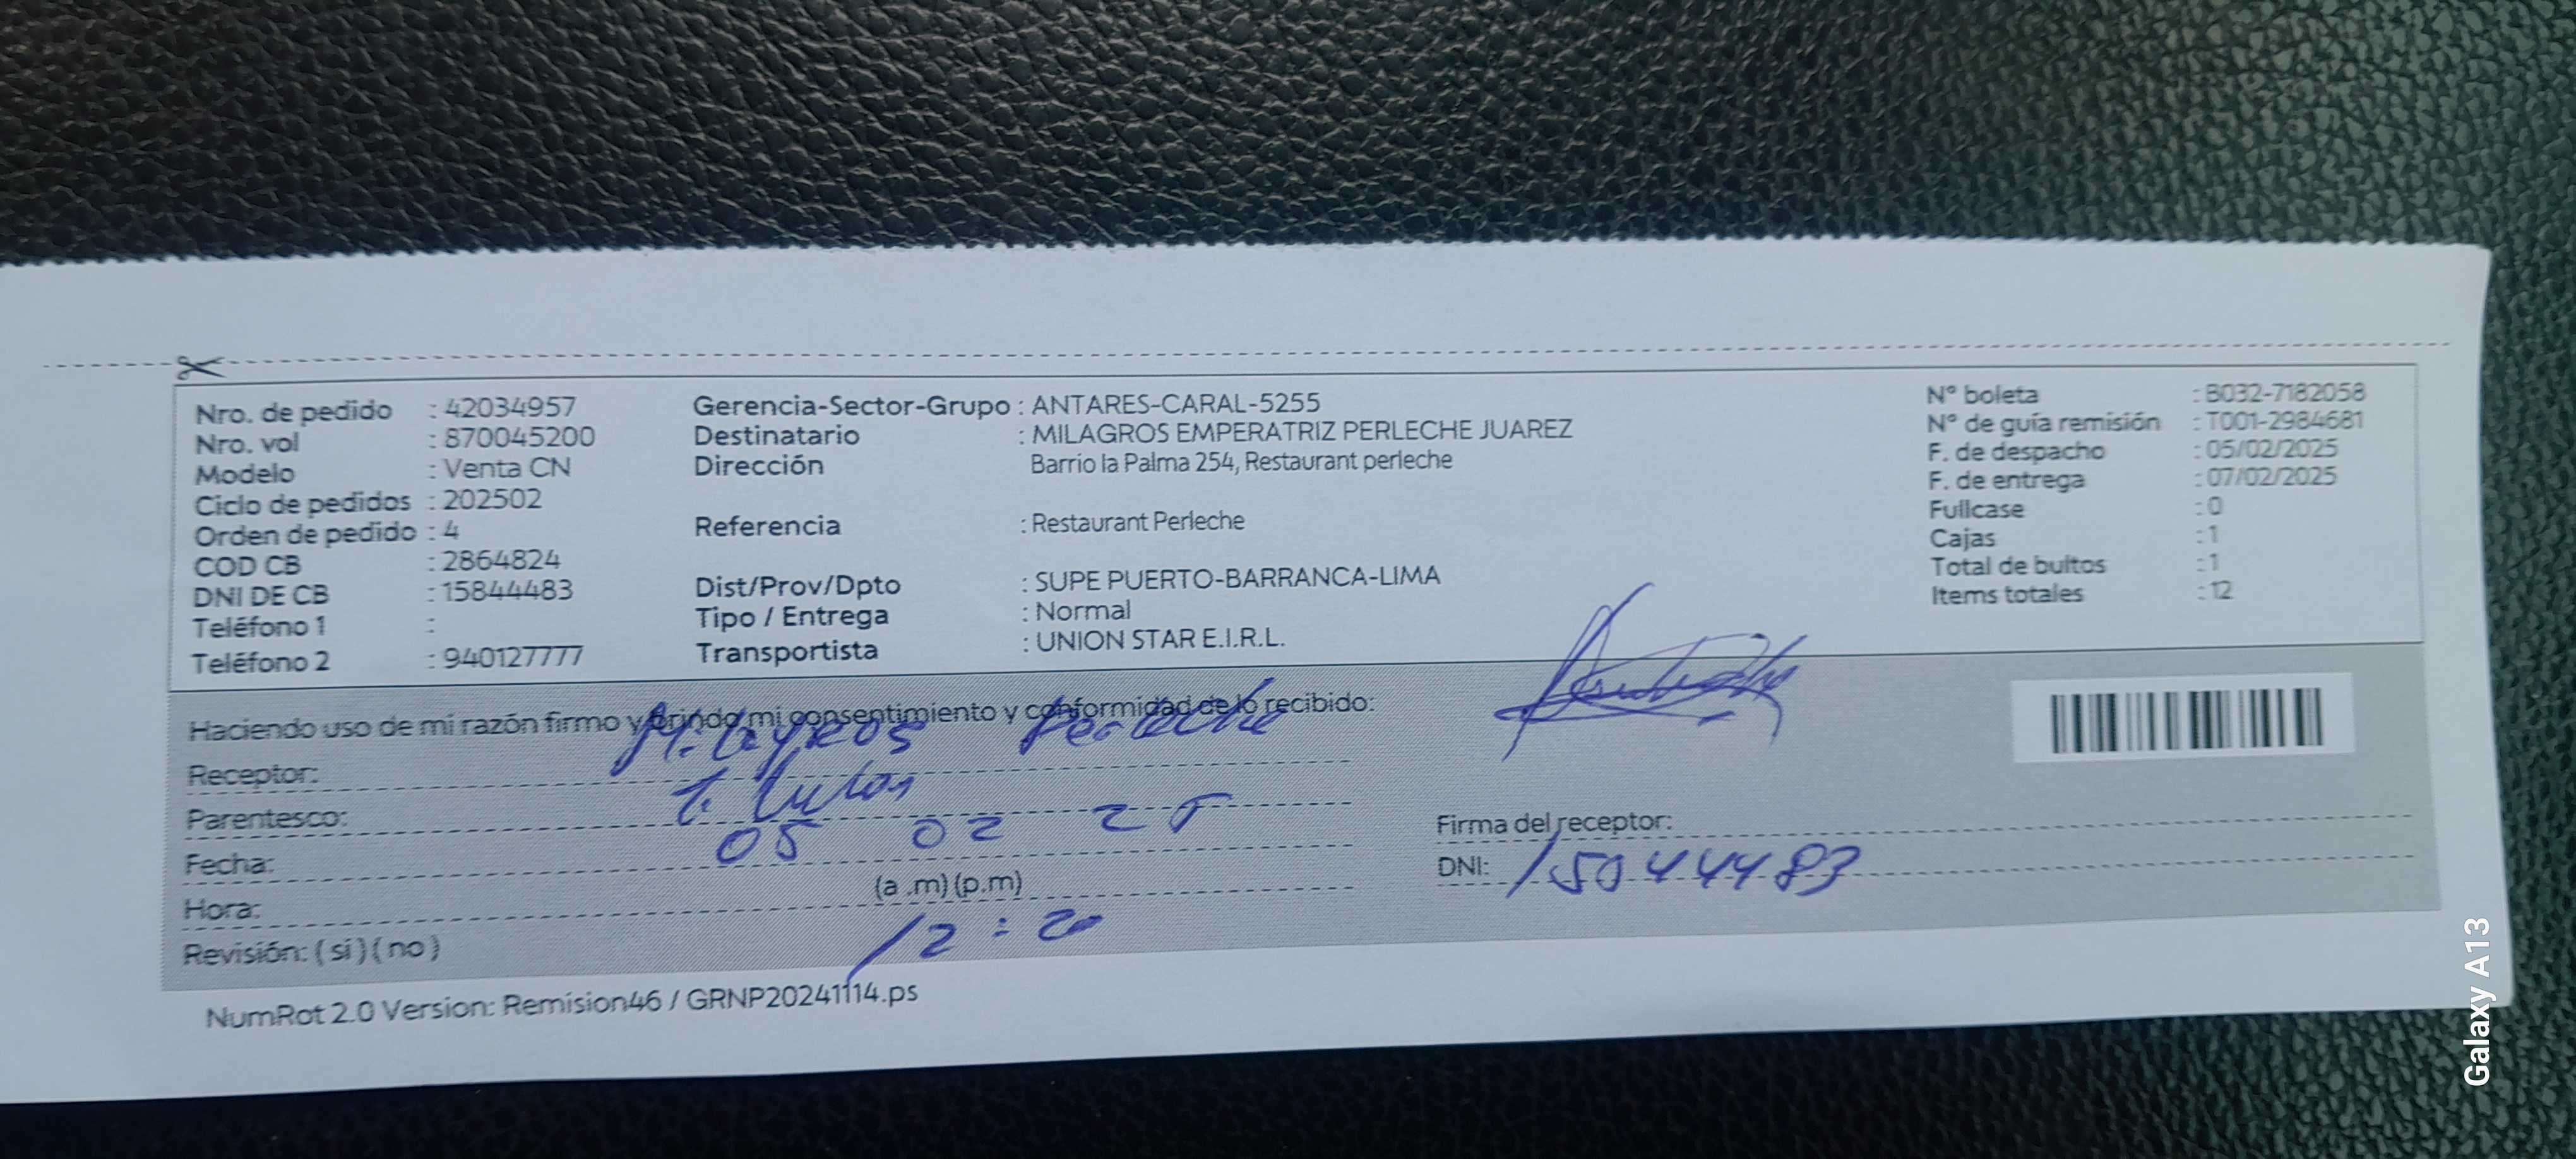 Nro. de pedido : 42034957
Nro. vol : 870045200
Modelo : Venta CN
Ciclo de pedidos : 202502
Orden de pedido : 4
COD CB : 2864824
DNI DE CB : 15844483
Teléfono 1 :
Teléfono 2 : 940127777
Gerencia-Sector-Grupo : ANTARES-CARAL-5255
Destinatario : MILAGROS EMPERATRIZ PERLECHE JUAREZ
Dirección Barrio la Palma 254, Restaurant perleche
Referencia : Restaurant Perleche
Dist/Prov/Dpto : SUPE PUERTO-BARRANCA-LIMA
Tipo / Entrega : Normal
Transportista : UNION STAR E.I.R.L.
N° boleta : B032-7182058
N° de guía remisión : T001-2984681
F. de despacho : 05/02/2025
F. de entrega : 07/02/2025
Fullcase : 0
Cajas : 1
Total de bultos : 1
Items totales : 12
Haciendo uso de mi razón firmo y brindo mi consentimiento y conformidad de lo recibido:
Receptor: Milagros Perleche
Parentesco:
Fecha: 05 02 25
Hora: (a .m) (p.m)
12 : 20
Revisión: ( si ) ( no )
Firma del receptor:
DNI: 15844483
NumRot 2.0 Version: Remision46 / GRNP20241114.ps
Galaxy A13